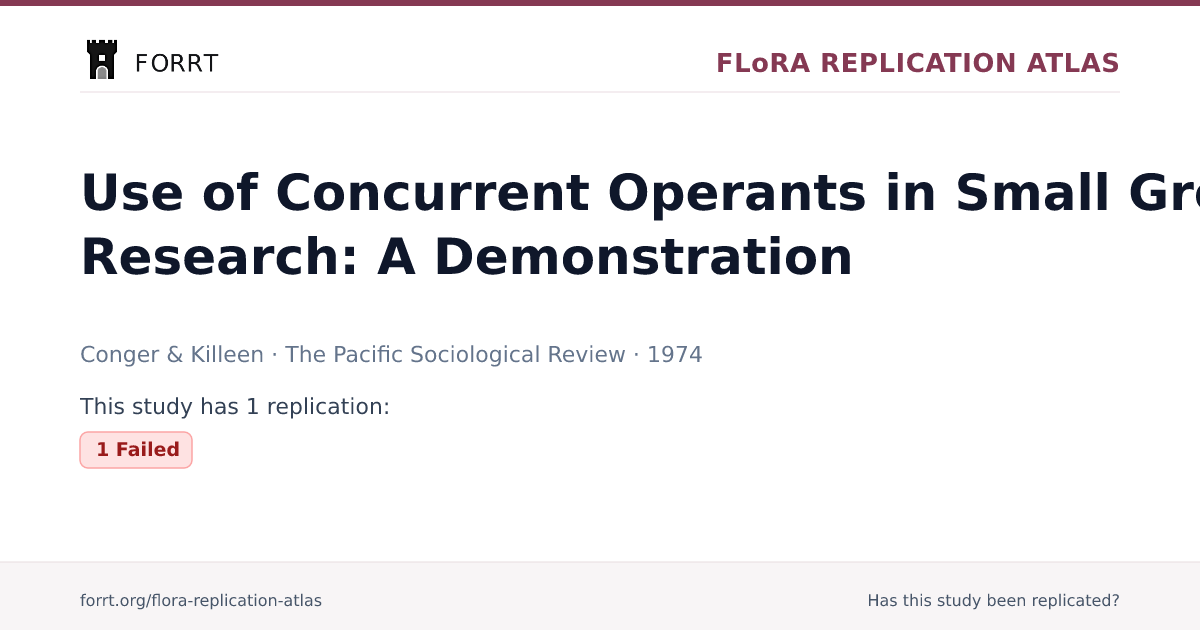 FORRT
FLoRA REPLICATION ATLAS
Use of Concurrent Operants in Small
Research: A Demonstration
Conger & Killeen · The Pacific Sociological Review · 1974
This study has 1 replication:
1 Failed
forrt.org/flora-replication-atlas
Has this study been replicated?